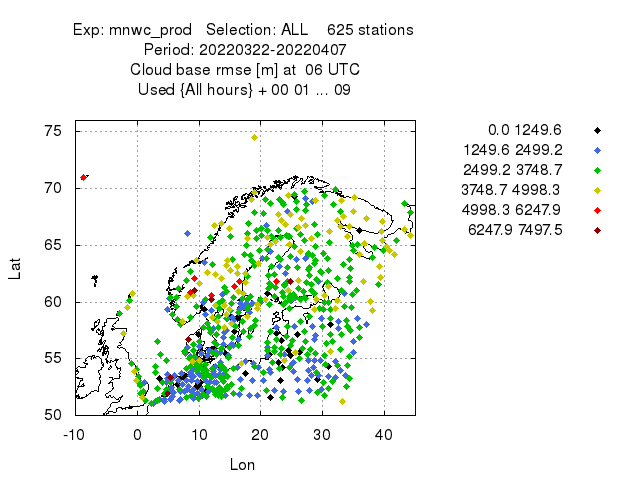 Exp: mnwc_prod   Selection: ALL    625 stations
Period: 20220322-20220407
Cloud base rmse [m] at  06 UTC
Used {All hours} + 00 01 ... 09
75
70
65
60
55
50
-10 0 10 20 30 40
Lat
Lon
0.0 1249.6
1249.6 2499.2
2499.2 3748.7
3748.7 4998.3
4998.3 6247.9
6247.9 7497.5